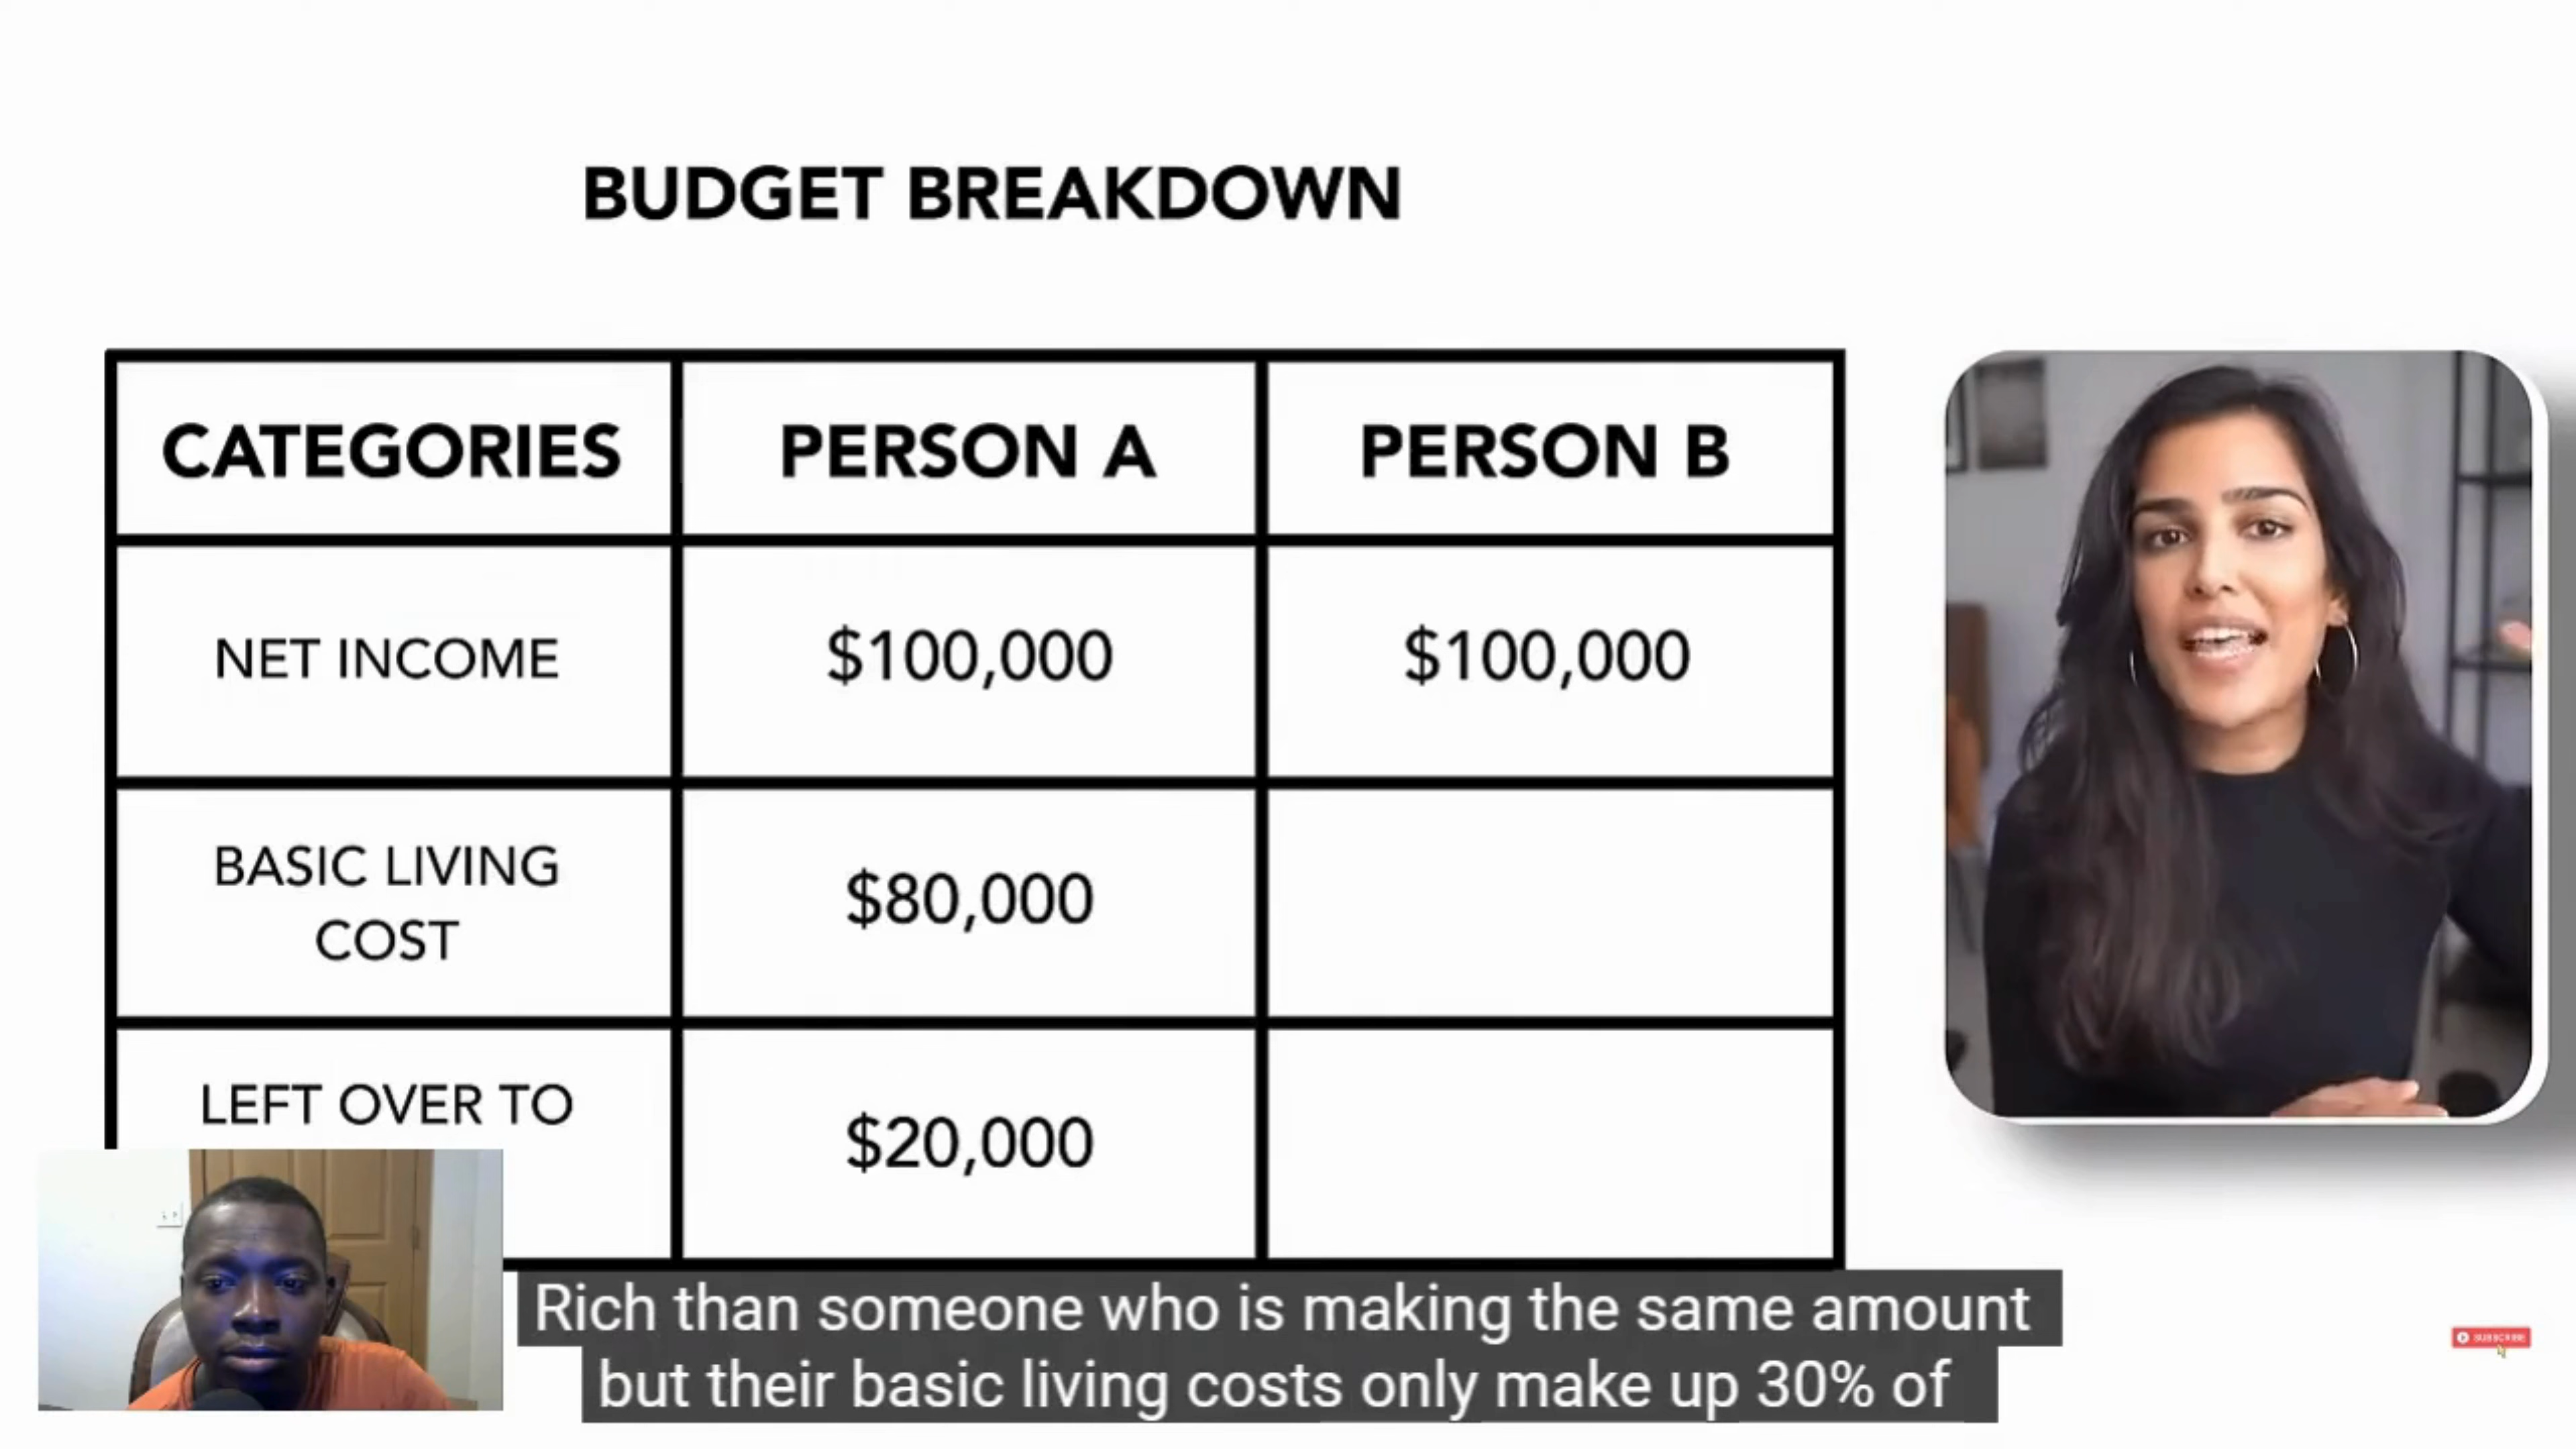 BUDGET BREAKDOWN
CATEGORIES PERSON A PERSON B
NET INCOME $100,000 $100,000
BASIC LIVING
COST
$80,000
LEFT OVER TO
$20,000
Rich than someone who is making the same amount
but their basic living costs only make up 30% of
SUBSCRIBE